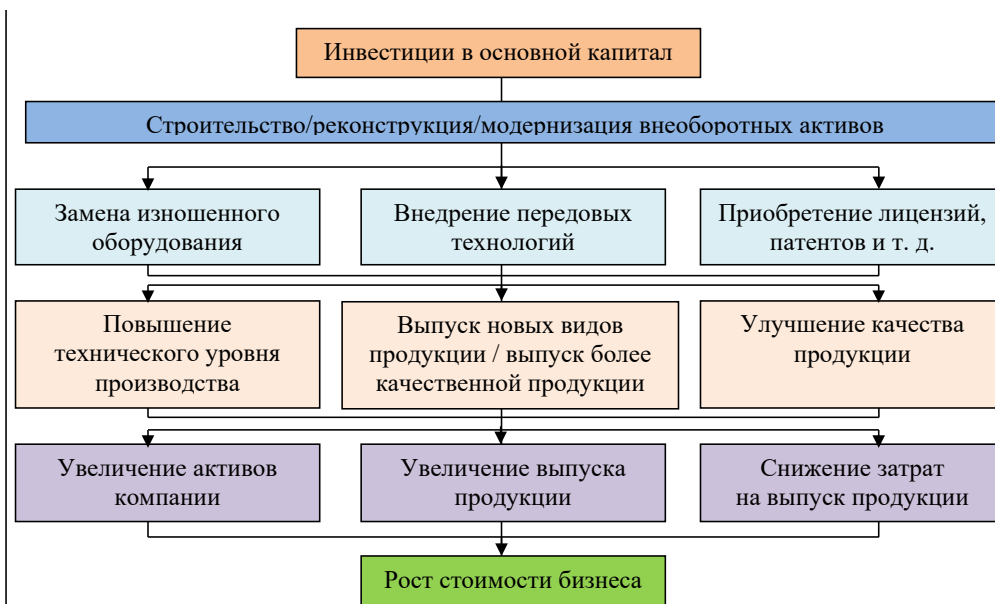 Инвестиции в основной капитал
Строительство/реконструкция/модернизация внеоборотных активов
Замена изношенного
оборудования
Внедрение передовых
технологий
Приобретение лицензий,
патентов и т. д.
Повышение
технического уровня
производства
Выпуск новых видов
продукции / выпуск более
качественной продукции
Улучшение качества
продукции
Увеличение активов
компании
Увеличение выпуска
продукции
Снижение затрат
на выпуск продукции
Рост стоимости бизнеса